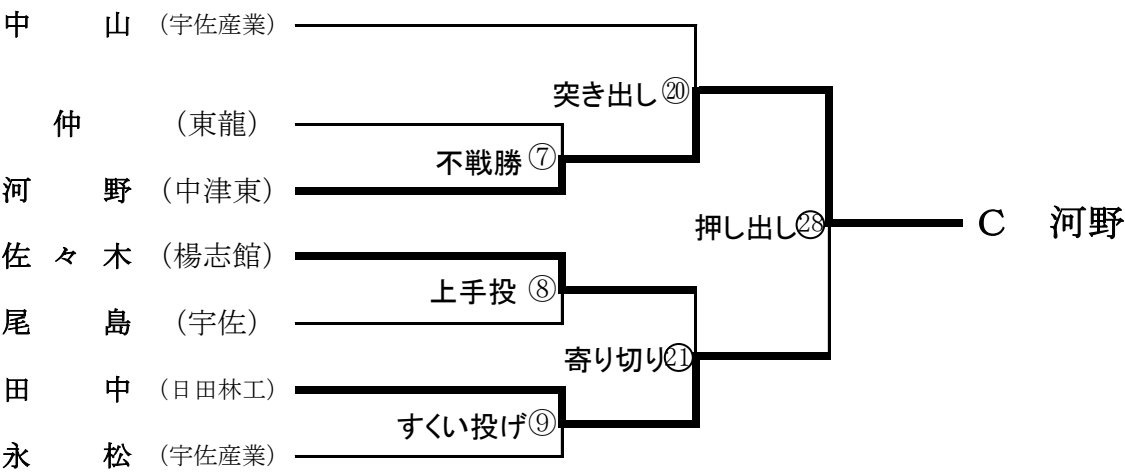 中山（宇佐産業）
突き出し⑳
仲（東龍）
不戦勝⑦
河野（中津東）
押し出し㉘
C 河野
佐々木（楊志館）
上手投⑧
尾島（宇佐）
寄り切り㉑
田中（日田林工）
すくい投げ⑨
永松（宇佐産業）